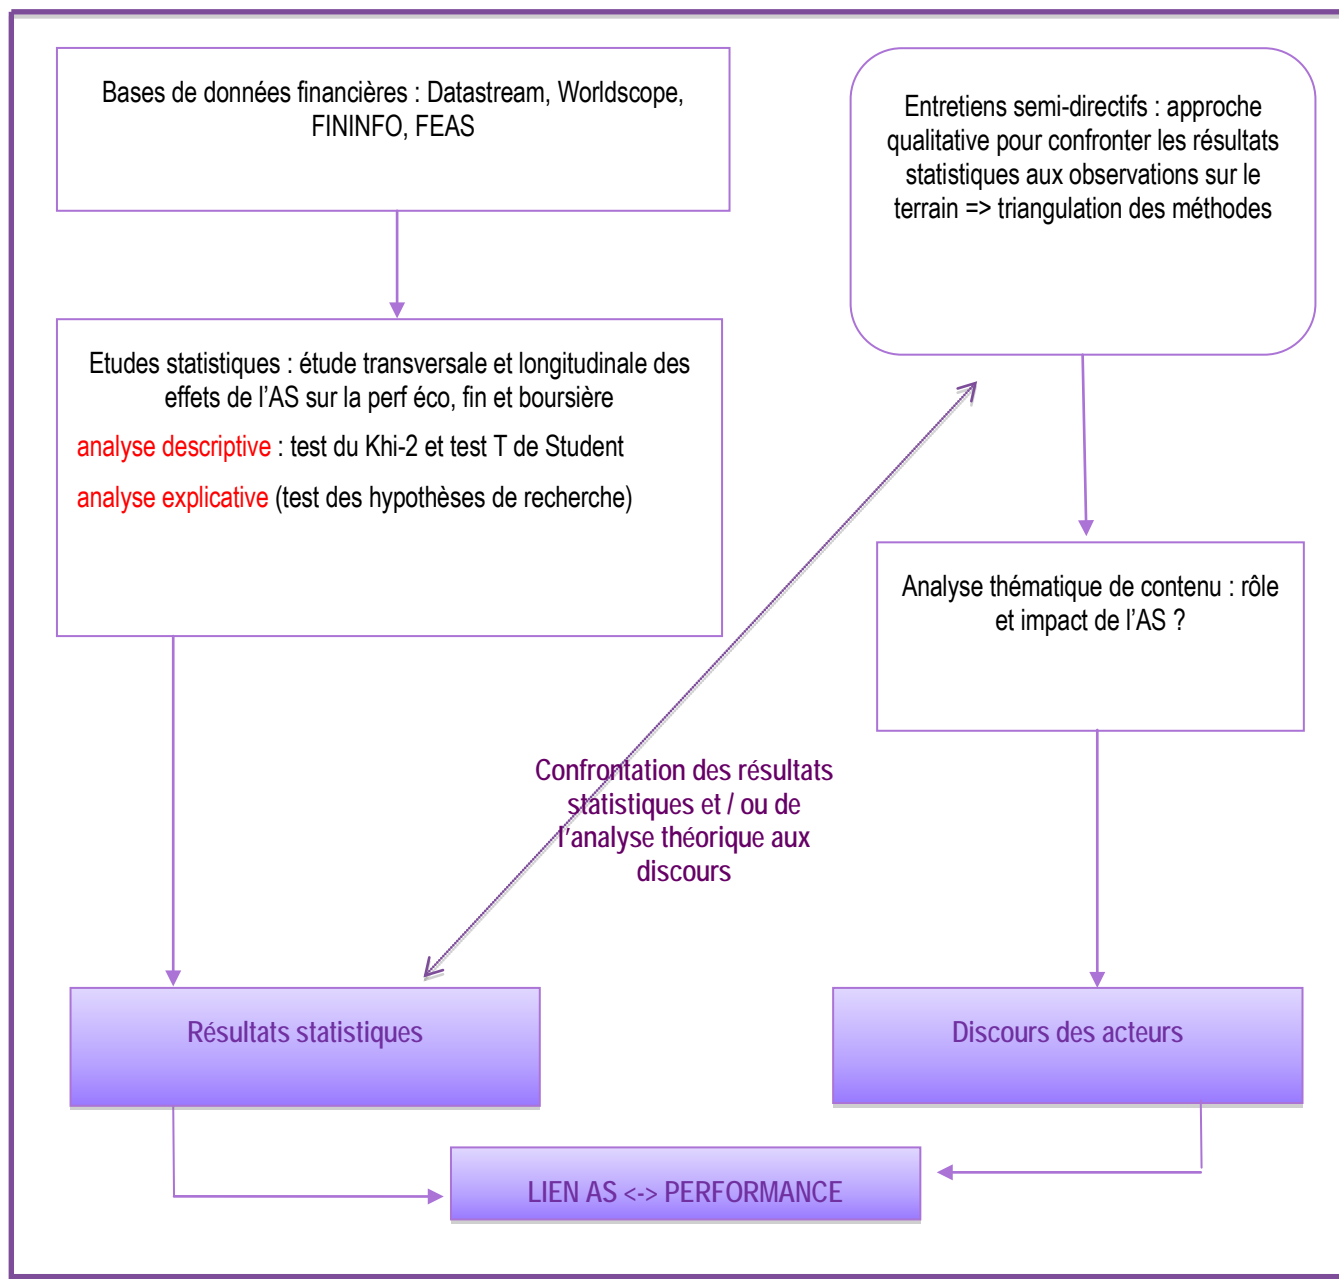 Bases de données financières : Datastream, Worldscope,
FININFO, FEAS
Entretiens semi-directifs : approche
qualitative pour confronter les résultats
statistiques aux observations sur le
terrain => triangulation des méthodes
Etudes statistiques : étude transversale et longitudinale des
effets de l’AS sur la perf éco, fin et boursière
analyse descriptive : test du Khi-2 et test T de Student
analyse explicative (test des hypothèses de recherche)
Analyse thématique de contenu : rôle
et impact de l’AS ?
Confrontation des résultats
statistiques et / ou de
l’analyse théorique aux
discours
Résultats statistiques
Discours des acteurs
LIEN AS <-> PERFORMANCE